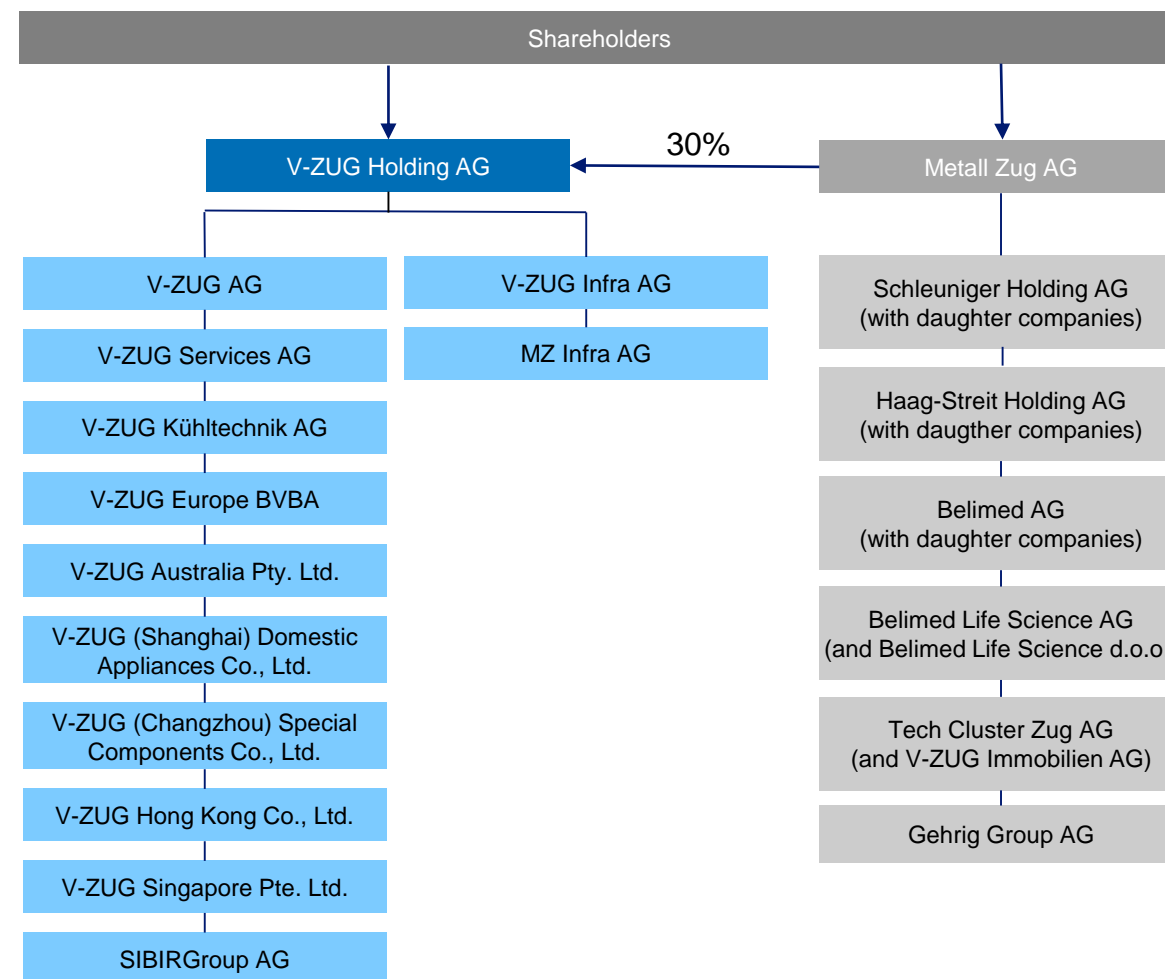 Shareholders
30%
V-ZUG Holding AG
Metall Zug AG
V-ZUG AG
V-ZUG Services AG
V-ZUG Kühltechnik AG
V-ZUG Europe BVBA
V-ZUG Australia Pty. Ltd.
V-ZUG (Shanghai) Domestic
Appliances Co., Ltd.
V-ZUG (Changzhou) Special
Components Co., Ltd.
V-ZUG Hong Kong Co., Ltd.
V-ZUG Singapore Pte. Ltd.
SIBIRGroup AG
V-ZUG Infra AG
MZ Infra AG
Schleuniger Holding AG
(with daughter companies)
Haag-Streit Holding AG
(with daugther companies)
Belimed AG
(with daughter companies)
Belimed Life Science AG
(and Belimed Life Science d.o.o
Tech Cluster Zug AG
(and V-ZUG Immobilien AG)
Gehrig Group AG